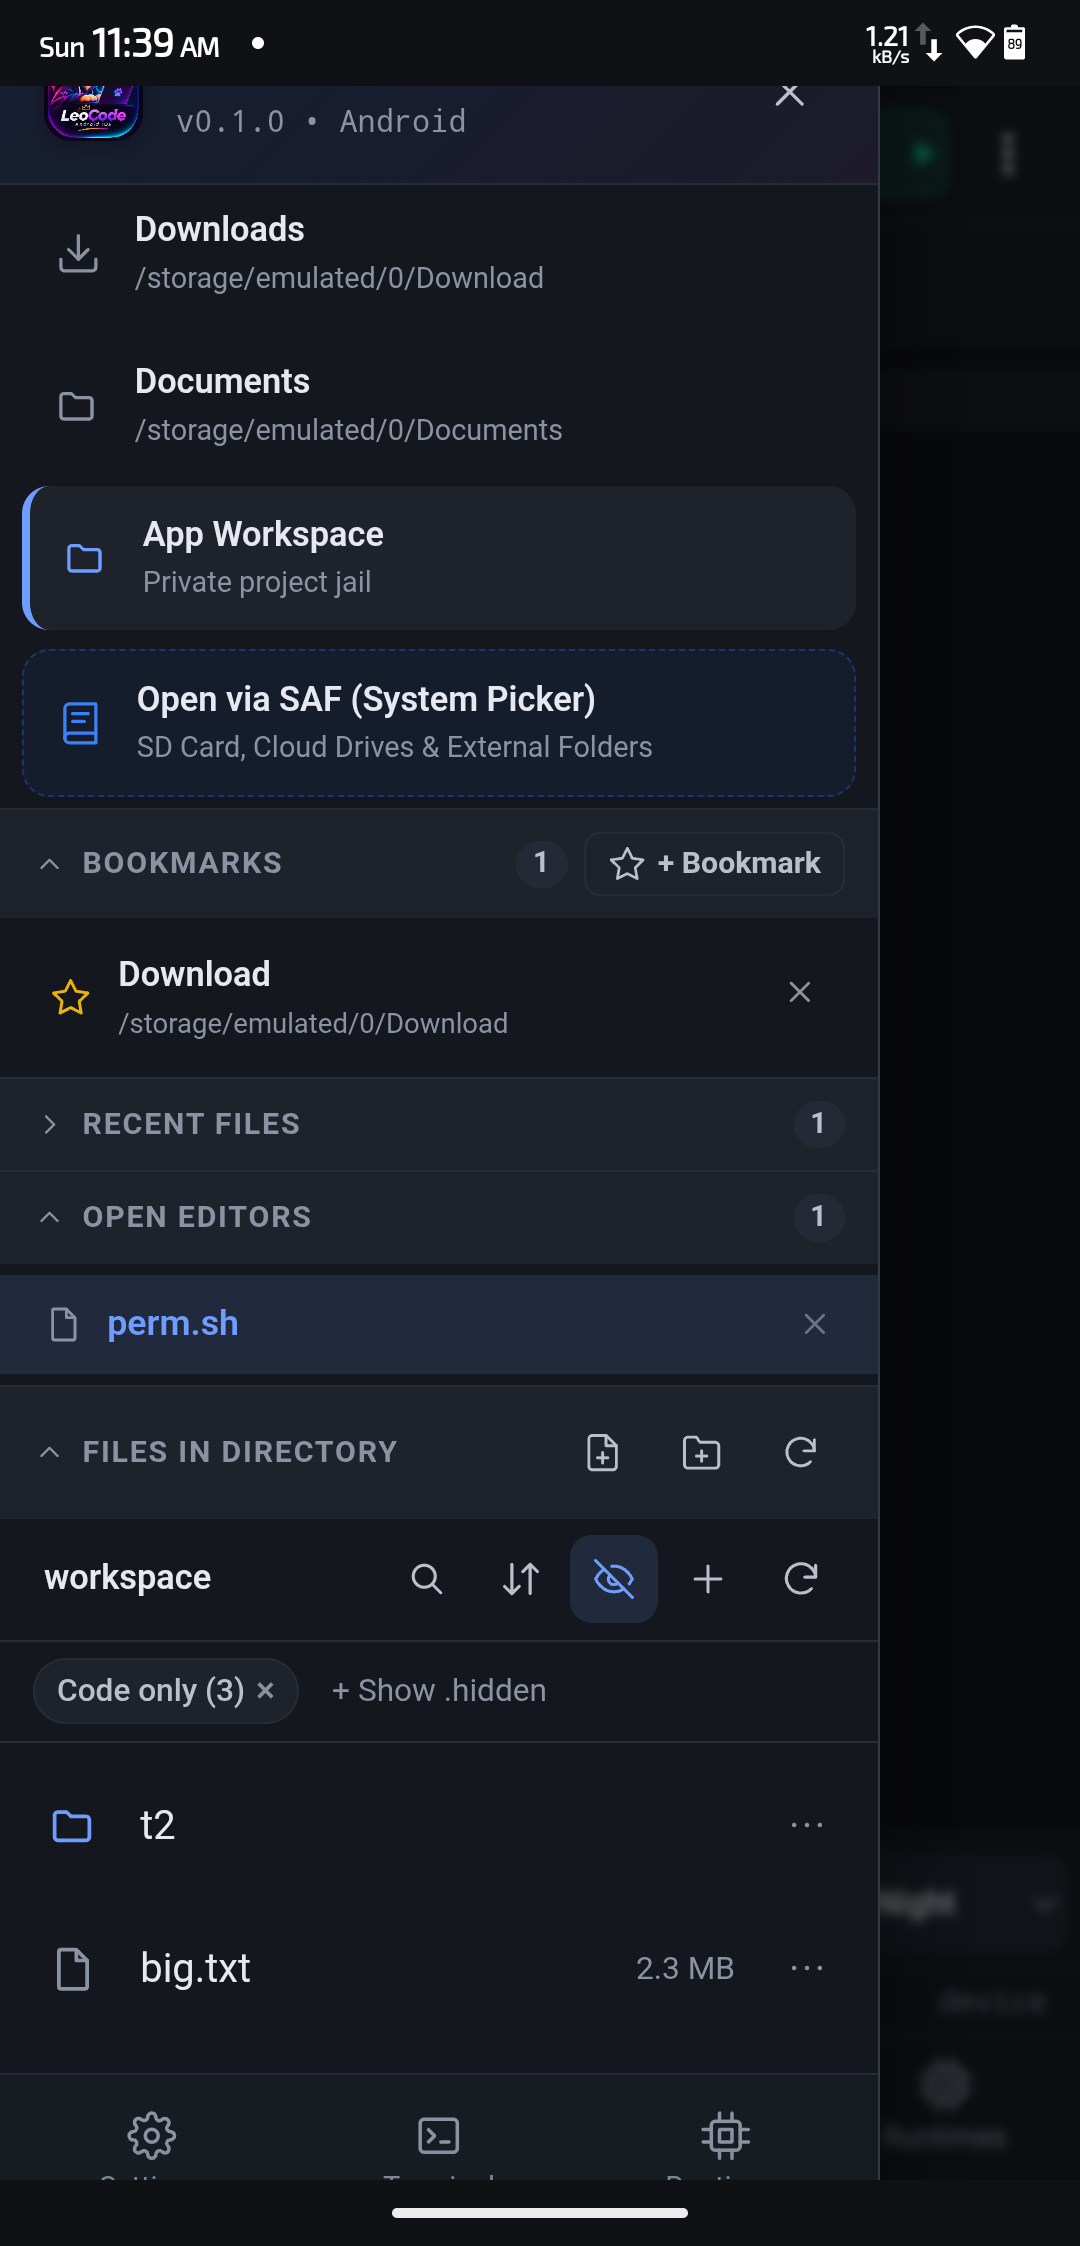 Sun 11:39 AM
1.21 kB/s
89
LeoCode
v0.1.0 • Android
Downloads
/storage/emulated/0/Download
Documents
/storage/emulated/0/Documents
App Workspace
Private project jail
Open via SAF (System Picker)
SD Card, Cloud Drives & External Folders
BOOKMARKS
1
+ Bookmark
Download
/storage/emulated/0/Download
RECENT FILES
1
OPEN EDITORS
1
perm.sh
FILES IN DIRECTORY
workspace
Code only (3) ×
+ Show .hidden
t2
big.txt
2.3 MB
device
Runtimes